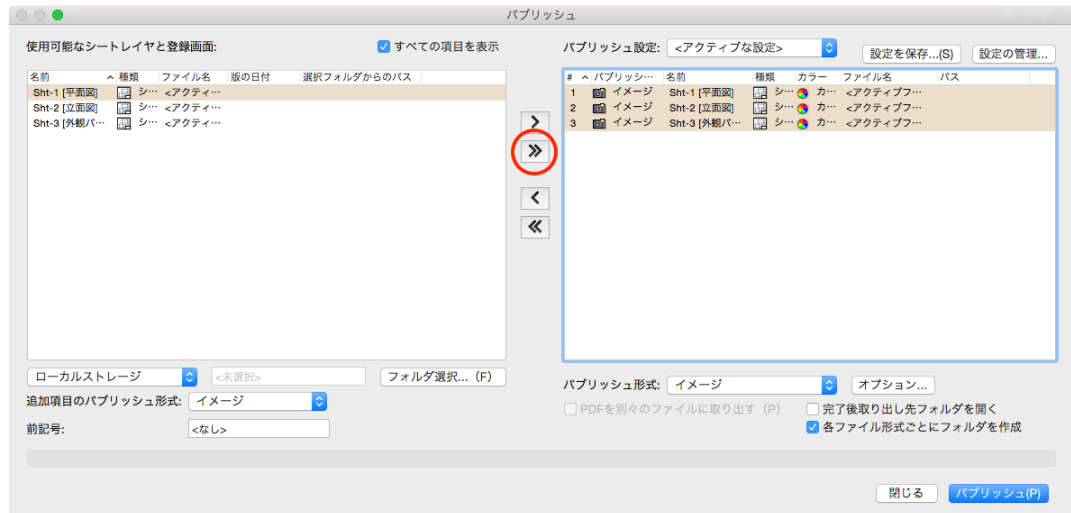 パブリッシュ
使用可能なシートレイヤと登録画面:
すべての項目を表示
パブリッシュ設定:
<アクティブな設定>
設定を保存...(S)
設定の管理...
名前 種類 ファイル名 版の日付 選択フォルダからのパス
Sht-1 [平面図] シ… <アクティ…
Sht-2 [立面図] シ… <アクティ…
Sht-3 [外観パ… シ… <アクティ…
# パブリッシ… 名前 種類 カラー ファイル名 パス
1 イメージ Sht-1 [平面図] シ… カ… <アクティブフ…
2 イメージ Sht-2 [立面図] シ… カ… <アクティブフ…
3 イメージ Sht-3 [外観パ… シ… カ… <アクティブフ…
ローカルストレージ
<未選択>
フォルダ選択... (F)
追加項目のパブリッシュ形式:
イメージ
前記号:
<なし>
パブリッシュ形式:
イメージ
オプション...
PDFを別々のファイルに取り出す (P)
完了後取り出し先フォルダを開く
各ファイル形式ごとにフォルダを作成
閉じる
パブリッシュ(P)